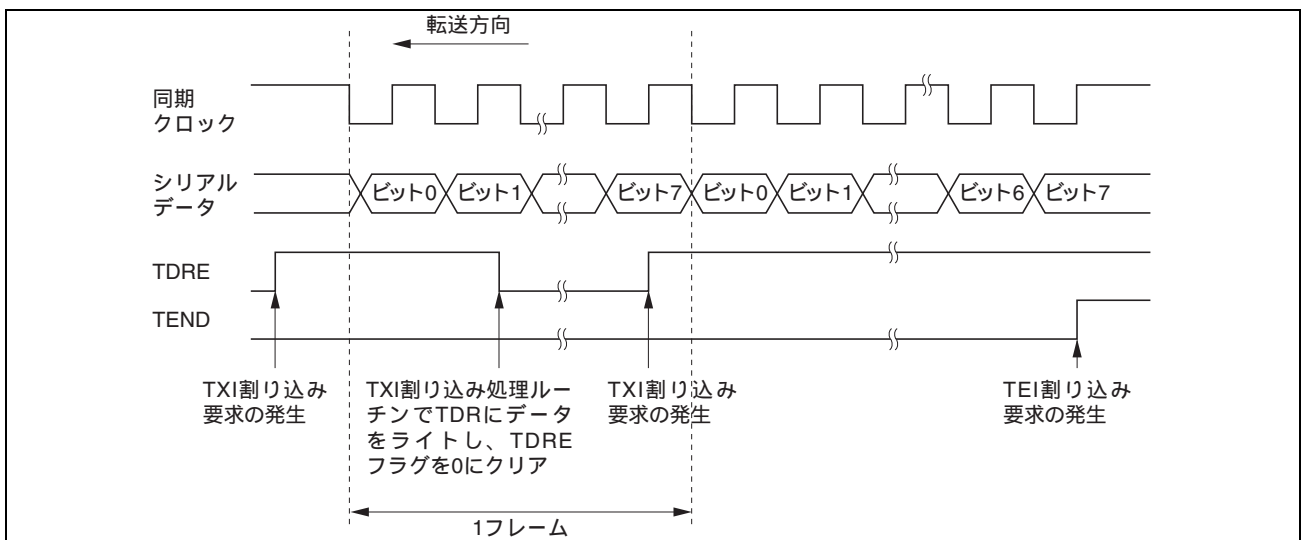 転送方向
同期
クロック
シリアル
データ
ビット0 ビット1 ビット7 ビット0 ビット1 ビット6 ビット7
TDRE
TEND
TXI割り込み
要求の発生
TXI割り込み処理ルー
チンでTDRにデータ
をライトし、TDRE
フラグを0にクリア
TXI割り込み
要求の発生
TEI割り込み
要求の発生
1フレーム